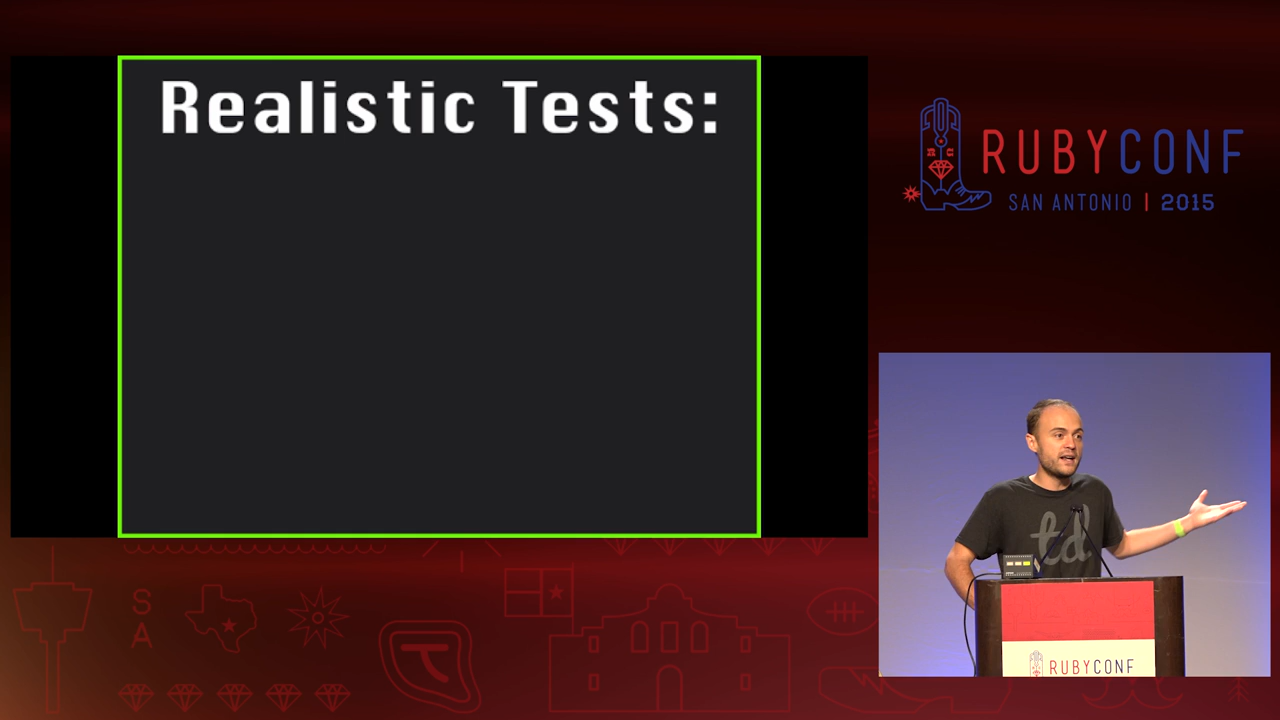 Realistic Tests:
RUBYCONF
SAN ANTONIO | 2015
td.
RUBYCONF
S
A